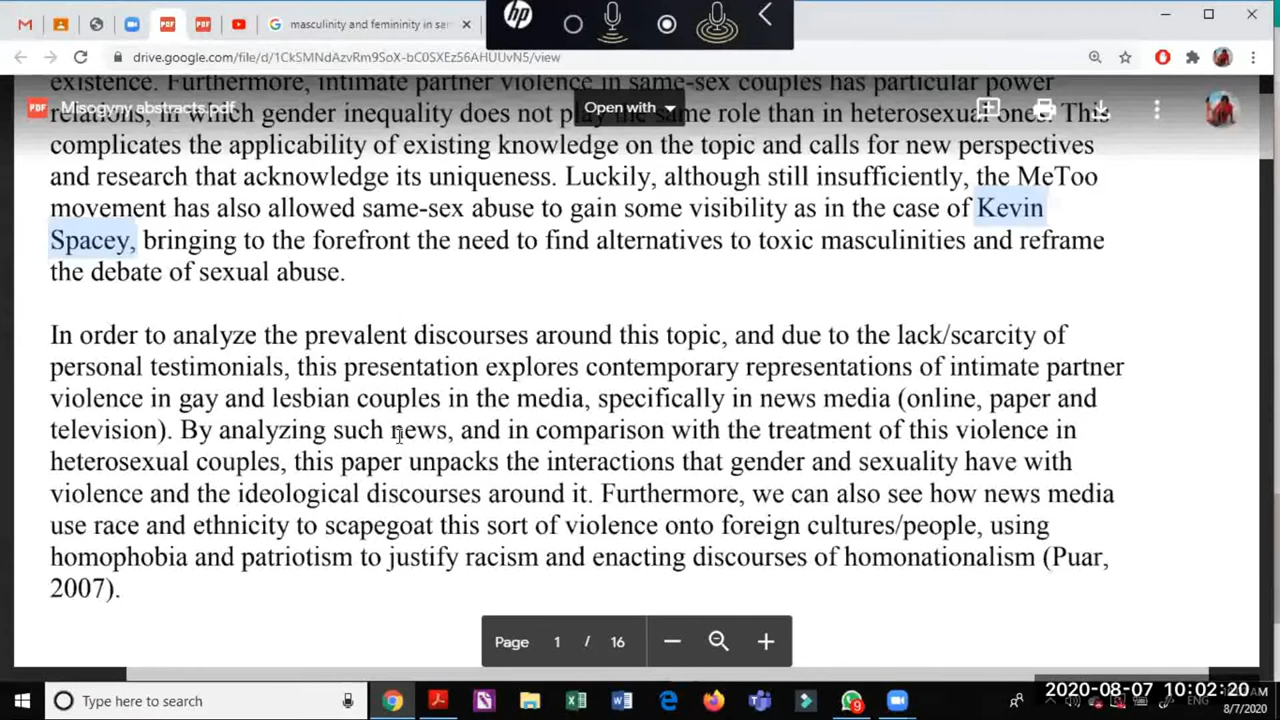 masculinity and femininity in sa
hp
drive.google.com/file/d/1CkSMNdAzvRm9SoX-bC0SXEz56AHUUvN5/view
existence. Furthermore, intimate partner violence in same-sex couples has particular power
PDF Misogyny abstracts.pdf
Open with
relations, in which gender inequality does not play the same role than in heterosexual ones. This
complicates the applicability of existing knowledge on the topic and calls for new perspectives
and research that acknowledge its uniqueness. Luckily, although still insufficiently, the MeToo
movement has also allowed same-sex abuse to gain some visibility as in the case of Kevin
Spacey, bringing to the forefront the need to find alternatives to toxic masculinities and reframe
the debate of sexual abuse.
In order to analyze the prevalent discourses around this topic, and due to the lack/scarcity of
personal testimonials, this presentation explores contemporary representations of intimate partner
violence in gay and lesbian couples in the media, specifically in news media (online, paper and
television). By analyzing such news, and in comparison with the treatment of this violence in
heterosexual couples, this paper unpacks the interactions that gender and sexuality have with
violence and the ideological discourses around it. Furthermore, we can also see how news media
use race and ethnicity to scapegoat this sort of violence onto foreign cultures/people, using
homophobia and patriotism to justify racism and enacting discourses of homonationalism (Puar,
2007).
Page 1 / 16
Type here to search
9
ENG
2020-08-07 10:02:20
AM
8/7/2020